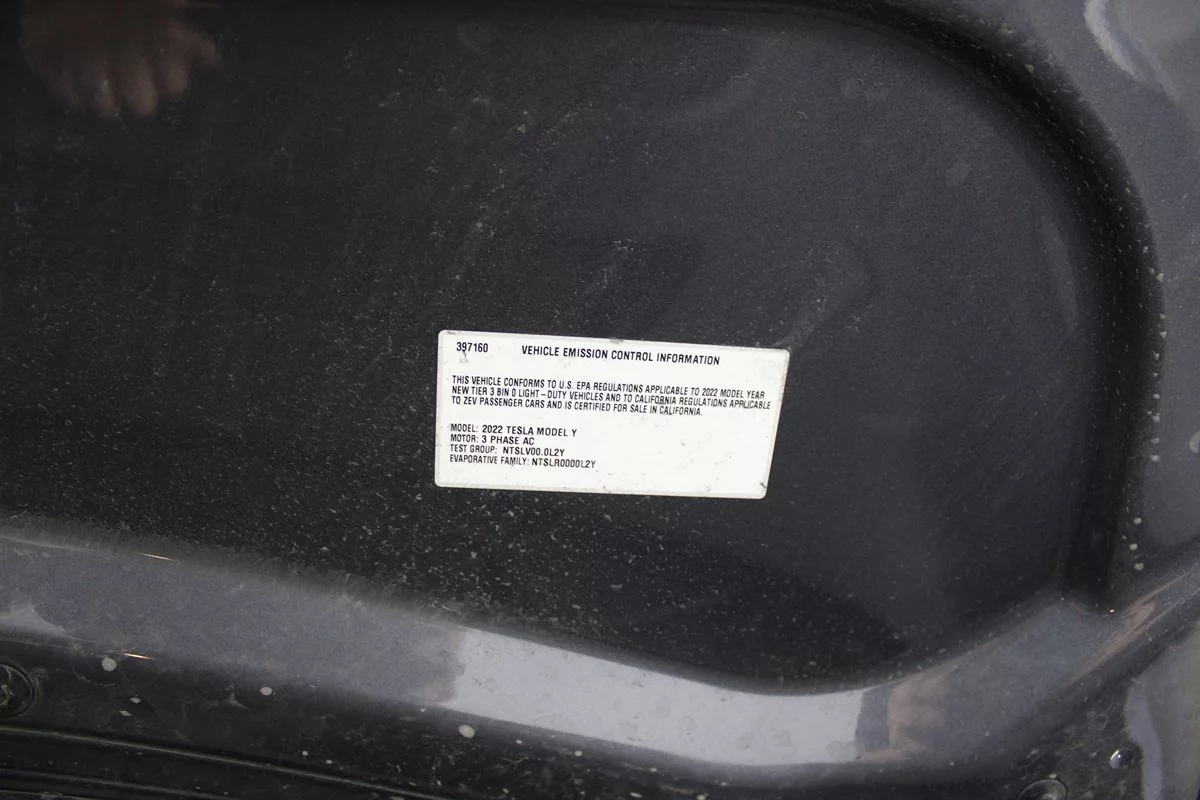 397160 VEHICLE EMISSION CONTROL INFORMATION
THIS VEHICLE CONFORMS TO U.S. EPA REGULATIONS APPLICABLE TO 2022 MODEL YEAR
NEW TIER 3 BIN 0 LIGHT-DUTY VEHICLES AND TO CALIFORNIA REGULATIONS APPLICABLE
TO ZEV PASSENGER CARS AND IS CERTIFIED FOR SALE IN CALIFORNIA.
MODEL: 2022 TESLA MODEL Y
MOTOR: 3 PHASE AC
TEST GROUP: NTSLV00.0L2Y
EVAPORATIVE FAMILY: NTSLR0000L2Y